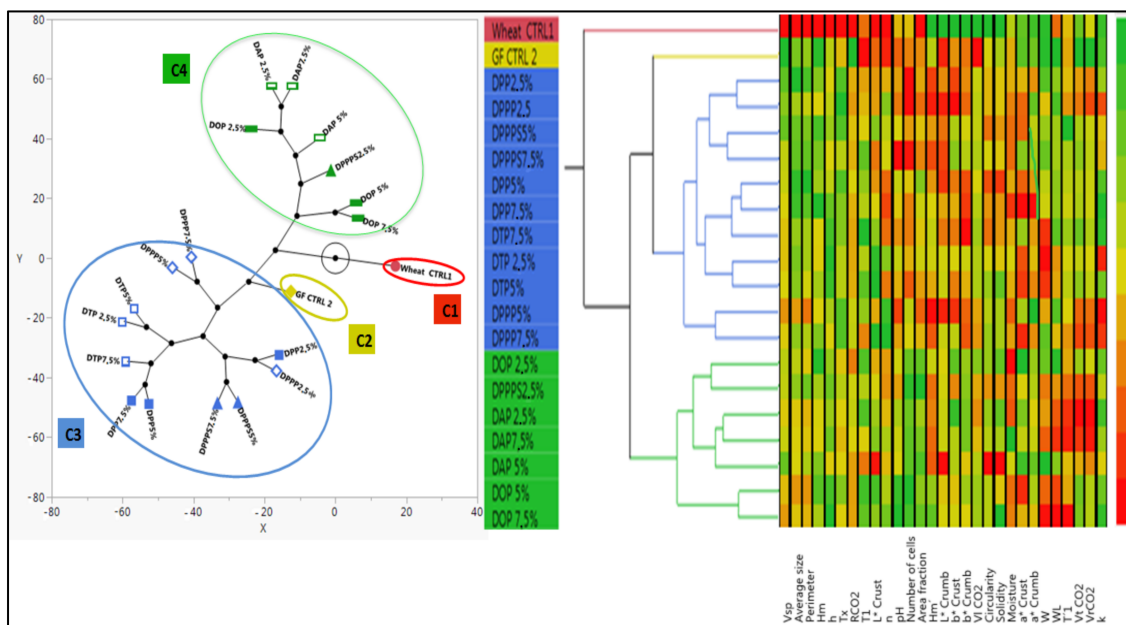 80
60
40
20
0
-20
-40
-60
-80
Y
-80
-60
-40
-20
0
20
40
X
C4
C1
C2
C3
DAP 2,5%
DAP7,5%
DOP 2,5%
DAP 5%
DPPPS2.5%
DOP 5%
DOP 7,5%
Wheat CTRL1
GF CTRL 2
DPPP7.5%
DPPP5%
DTP5%
DTP 2,5%
DTP7,5%
DPP7.5%
DPP5%
DPPPS7.5%
DPPPS5%
DPP2,5%
Wheat CTRL1
GF CTRL 2
DPP2.5%
DPPP2.5
DPPPS5%
DPPPS7.5%
DPP5%
DPP7.5%
DTP7.5%
DTP 2.5%
DTP5%
DPPP5%
DPPP7.5%
DOP 2,5%
DPPPS2.5%
DAP 2.5%
DAP7,5%
DAP 5%
DOP 5%
DOP 7,5%
Vsp
Average size
Perimeter
Hm
h
Tx
RCO2
T1
L* Crust
n
pH
Number of cells
Area fraction
Hm'
L* Crumb
b* Crust
b* Crumb
Vl CO2
Circularity
Solidity
Moisture
a* Crust
a* Crumb
W
WL
T'1
Vt CO2
VrCO2
k